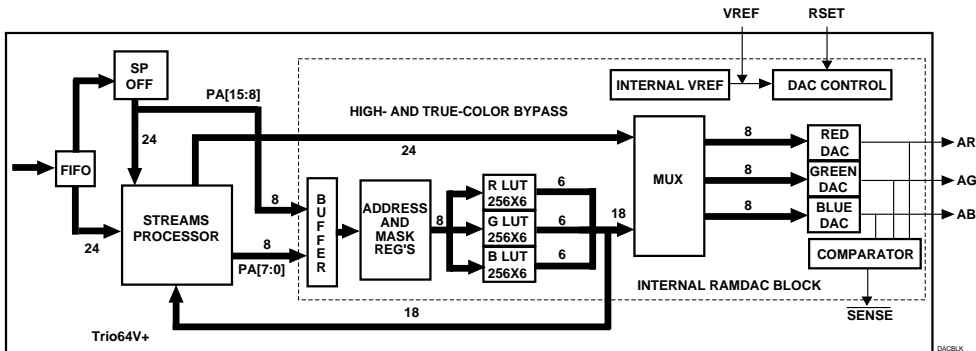 VREF
RSET
SP
OFF
PA[15:8]
INTERNAL VREF
DAC CONTROL
HIGH- AND TRUE-COLOR BYPASS
24
24
8
RED
DAC
AR
FIFO
MUX
8
GREEN
DAC
AG
8
BLUE
DAC
AB
STREAMS
PROCESSOR
24
8
8
PA[7:0]
BUFFER
ADDRESS
AND
MASK
REG'S
8
R LUT
256X6
6
G LUT
256X6
6
B LUT
256X6
6
18
COMPARATOR
INTERNAL RAMDAC BLOCK
18
SENSE
Trio64V+
DACBLK